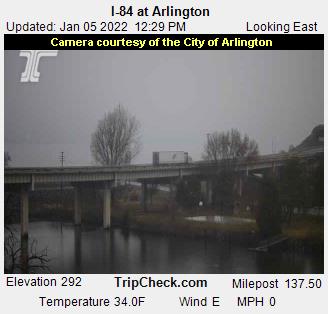 I-84 at Arlington
Updated: Jan 05 2022 12:29 PM Looking East
Camera courtesy of the City of Arlington
Elevation 292 TripCheck.com Milepost 137.50
Temperature 34.0F Wind E MPH 0